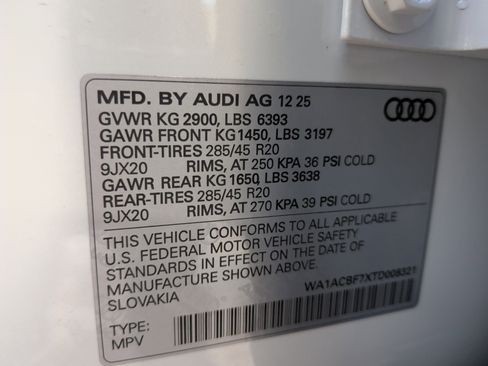 MFD. BY AUDI AG 12 25
GVWR KG 2900, LBS 6393
GAWR FRONT KG1450, LBS 3197
FRONT-TIRES 285/45 R20
9JX20 RIMS, AT 250 KPA 36 PSI COLD
GAWR REAR KG 1650, LBS 3638
REAR-TIRES 285/45 R20
9JX20 RIMS, AT 270 KPA 39 PSI COLD
THIS VEHICLE CONFORMS TO ALL APPLICABLE
U.S. FEDERAL MOTOR VEHICLE SAFETY
STANDARDS IN EFFECT ON THE DATE OF
MANUFACTURE SHOWN ABOVE.
SLOVAKIA
WA1ACBF7XTD008321
TYPE:
MPV